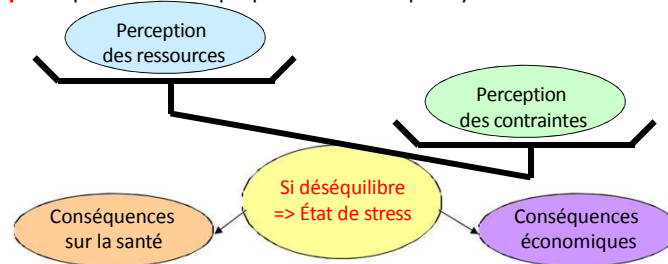 Perception
des ressources
Perception
des contraintes
Si déséquilibre
=> État de stress
Conséquences
sur la santé
Conséquences
économiques